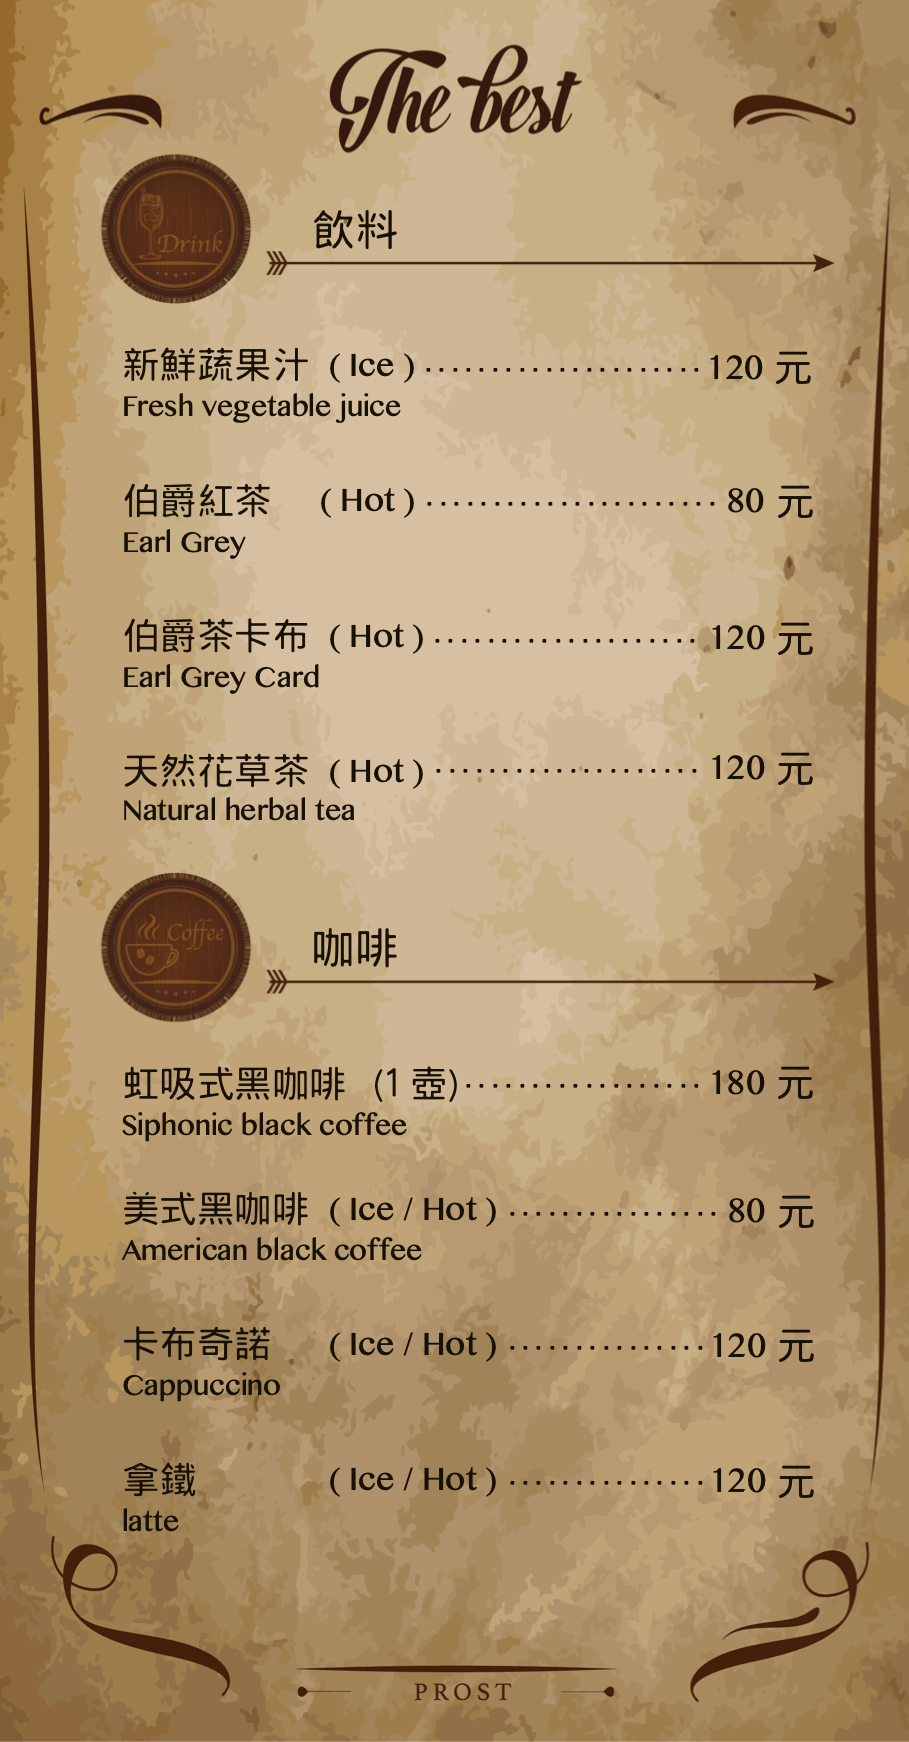 The best
Drink
飲料
新鮮蔬果汁 ( Ice ) ···················· 120 元
Fresh vegetable juice
伯爵紅茶 ( Hot ) ····················· 80 元
Earl Grey
伯爵茶卡布 ( Hot ) ···················· 120 元
Earl Grey Card
天然花草茶 ( Hot ) ···················· 120 元
Natural herbal tea
Coffee
咖啡
虹吸式黑咖啡 (1 壺) ·················· 180 元
Siphonic black coffee
美式黑咖啡 ( Ice / Hot ) ················ 80 元
American black coffee
卡布奇諾 ( Ice / Hot ) ··············· 120 元
Cappuccino
拿鐵 ( Ice / Hot ) ··············· 120 元
latte
PROST